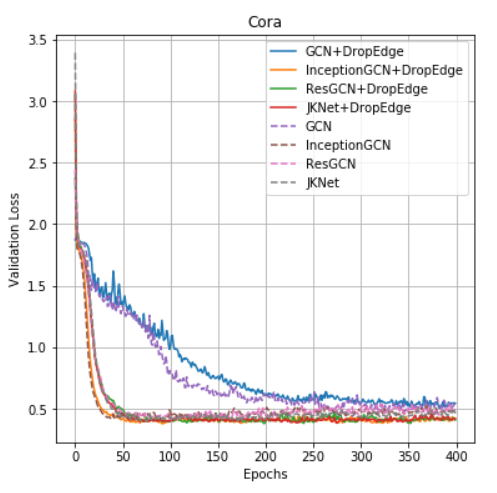 Cora
3.5
3.0
2.5
2.0
1.5
1.0
0.5
Validation Loss
GCN+DropEdge
InceptionGCN+DropEdge
ResGCN+DropEdge
JKNet+DropEdge
GCN
InceptionGCN
ResGCN
JKNet
0 50 100 150 200 250 300 350 400
Epochs